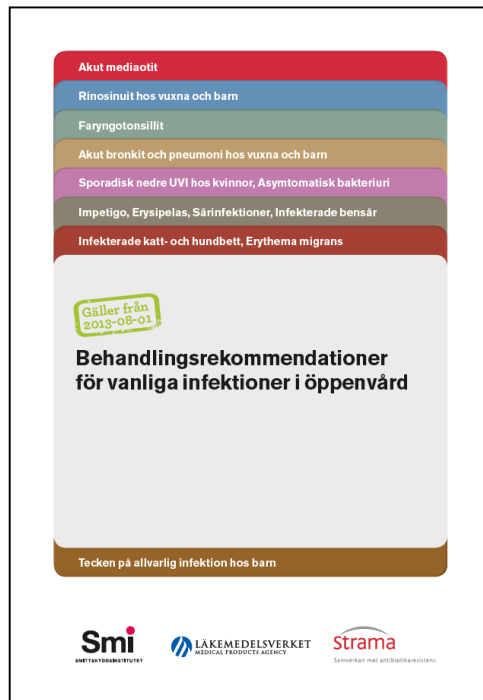 Akut mediaotit
Rinosinuit hos vuxna och barn
Faryngotonsillit
Akut bronkit och pneumoni hos vuxna och barn
Sporadisk nedre UVI hos kvinnor, Asymtomatisk bakteriuri
Impetigo, Erysipelas, Sårinfektioner, Infekterade bensår
Infekterade katt- och hundbett, Erythema migrans
Gäller från
2013-08-01
Behandlingsrekommendationer
för vanliga infektioner i öppenvård
Tecken på allvarlig infektion hos barn
Smi
SMITTSKYDDSINSTITUTET
LÄKEMEDELSVERKET
MEDICAL PRODUCTS AGENCY
Strama
Samverkan mot antibiotikaresistens